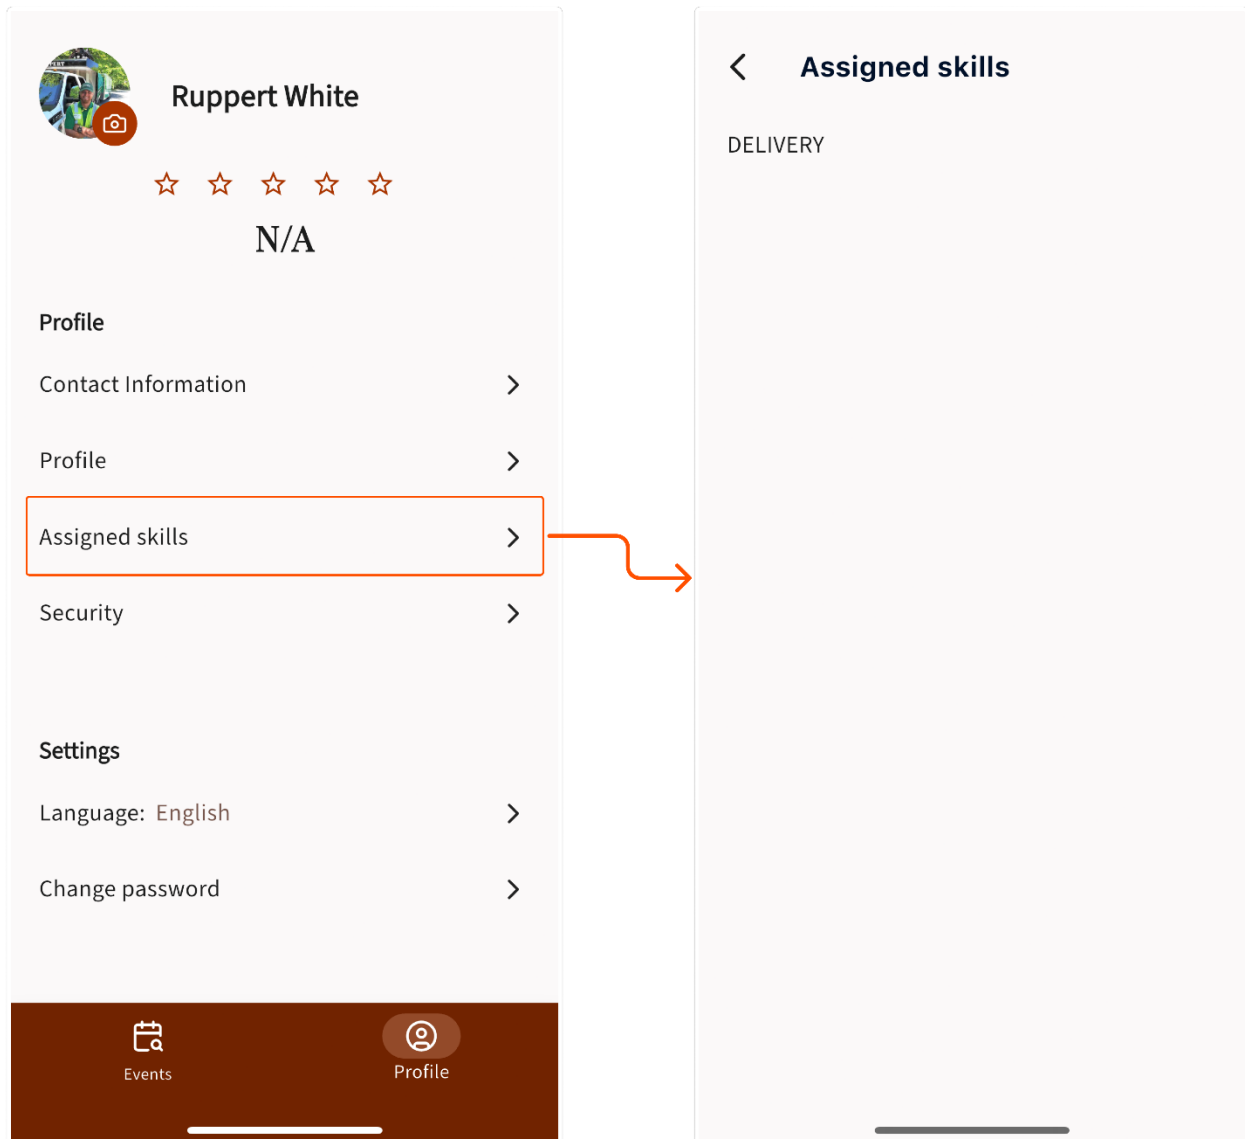 Ruppert White
N/A
Profile
Contact Information
Profile
Assigned skills
Security
Settings
Language: English
Change password
Events
Profile
Assigned skills
DELIVERY